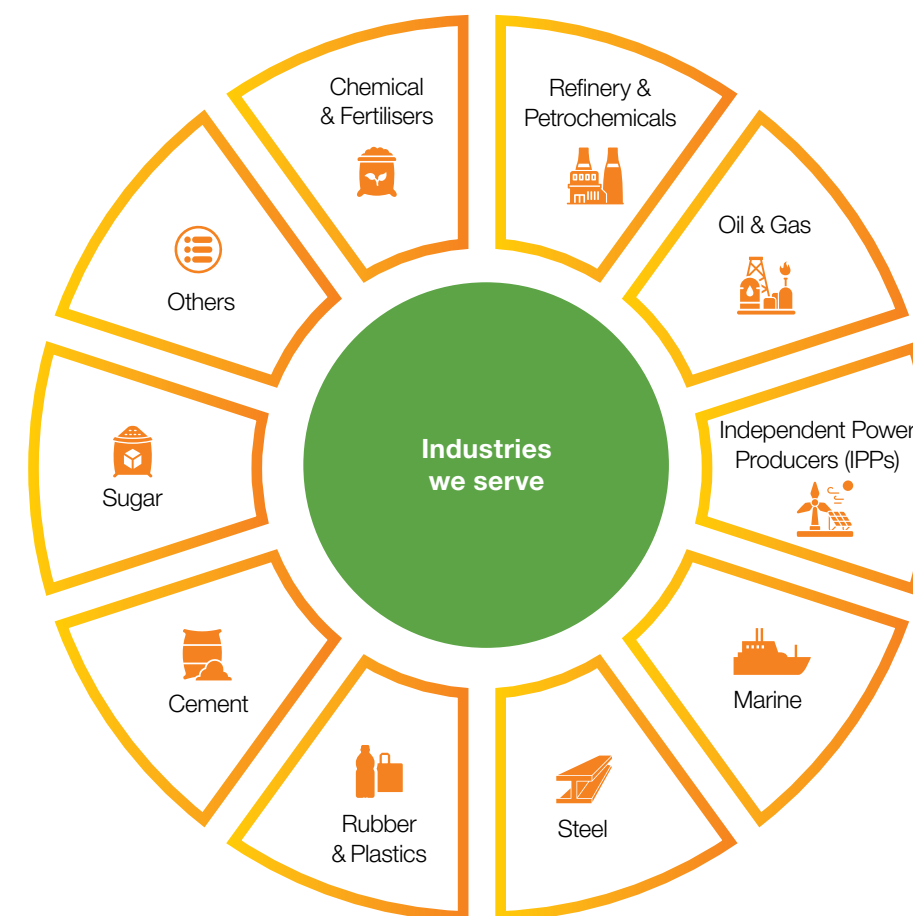 Industries
we serve
Chemical
& Fertilisers
Refinery &
Petrochemicals
Oil & Gas
Independent Power
Producers (IPPs)
Marine
Steel
Rubber
& Plastics
Cement
Sugar
Others